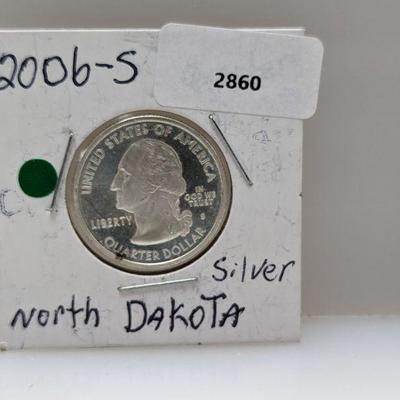 2006-S
2860
UNITED STATES OF AMERICA
LIBERTY
IN
GOD WE
TRUST
S
QUARTER DOLLAR
Silver
North DAKOTA